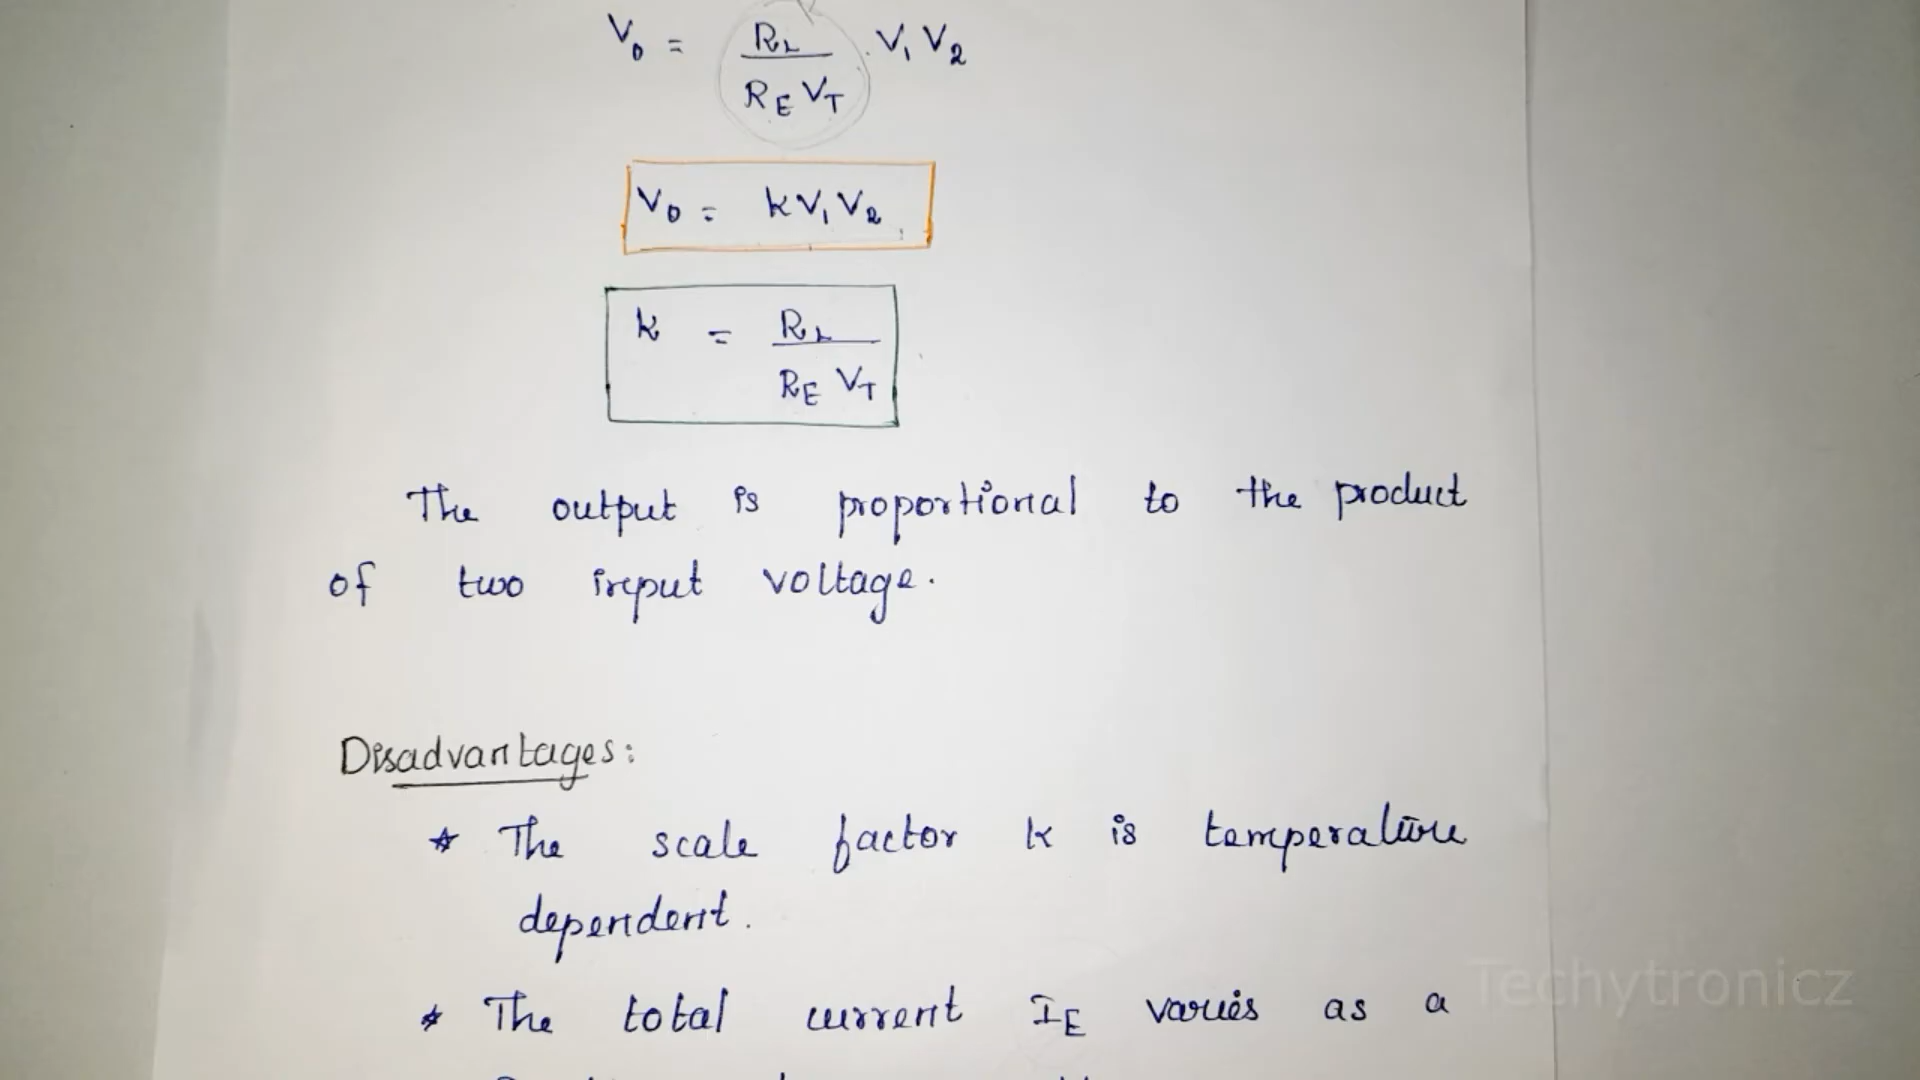 V0 = RL / RE VT . V1 V2
V0 = kV1 V2
k = RL / RE VT
The output is proportional to the product
of two input voltage.
Disadvantages:
* The scale factor k is temperature
dependent.
* The total current IE varies as a
Techytronicz